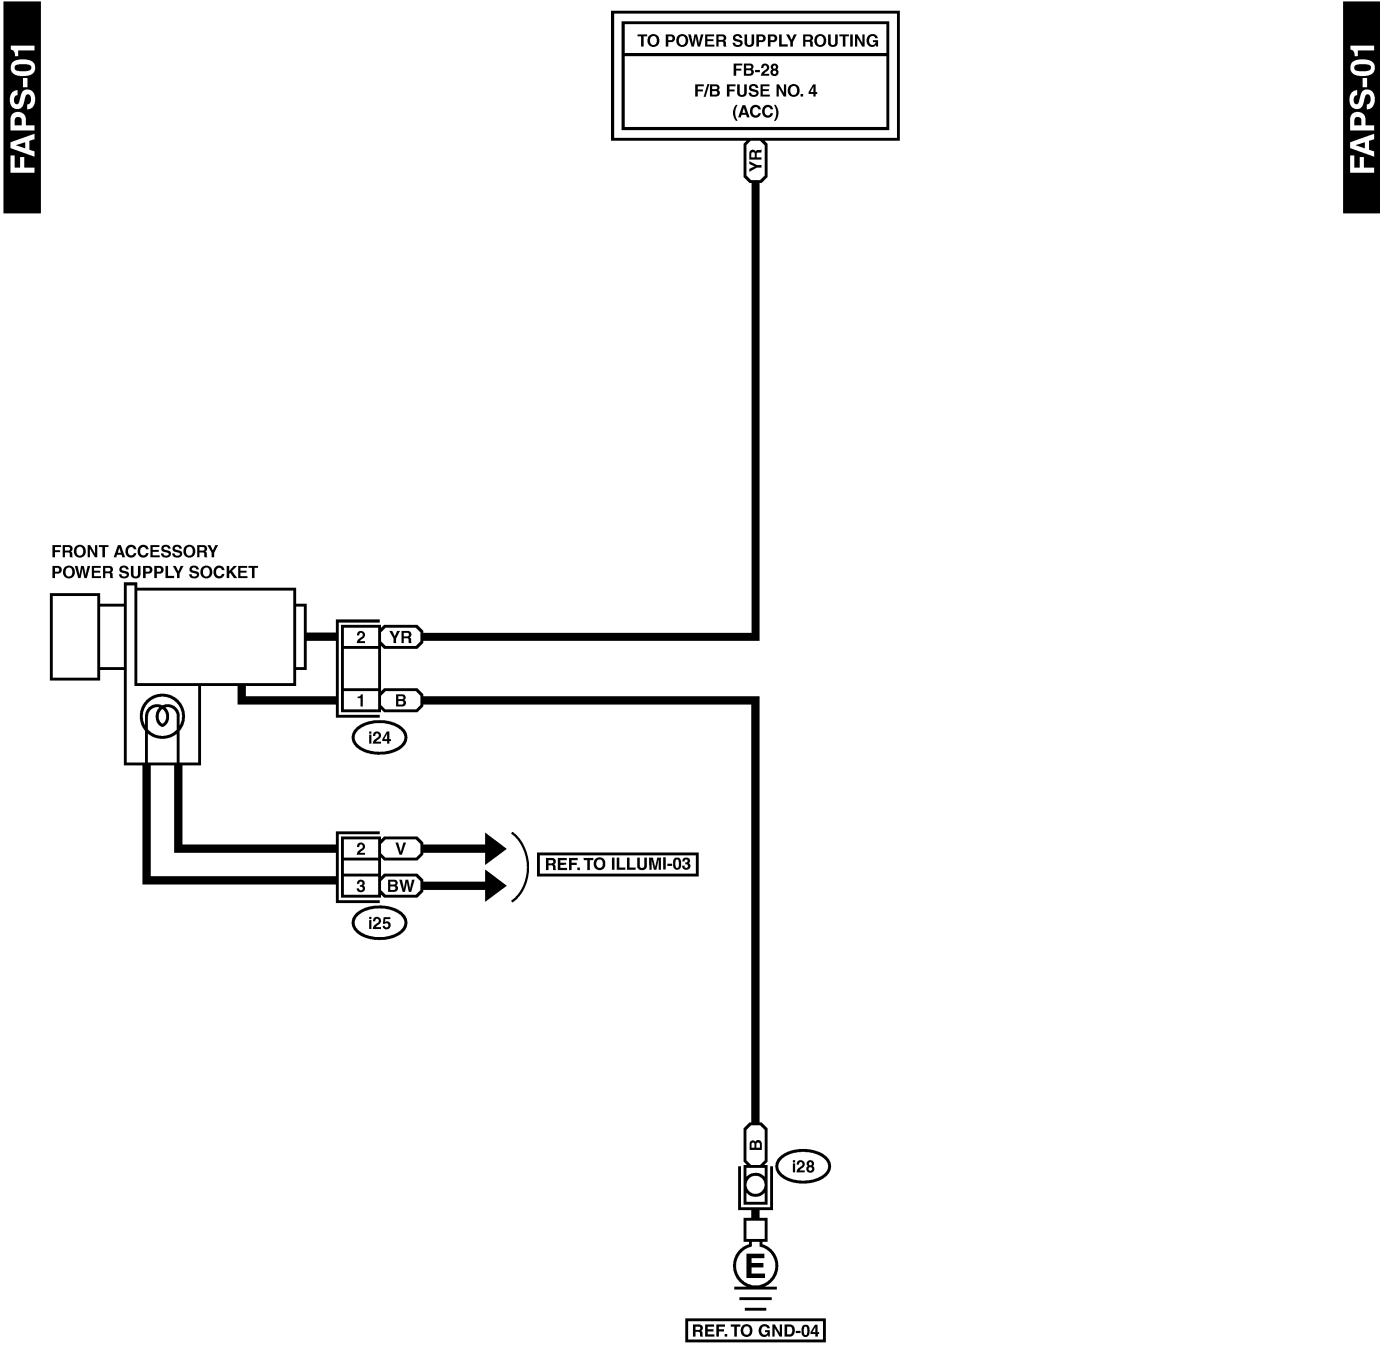 FAPS-01
FAPS-01
TO POWER SUPPLY ROUTING
FB-28
F/B FUSE NO. 4
(ACC)
YR
FRONT ACCESSORY
POWER SUPPLY SOCKET
2 YR
1 B
i24
2 V
REF. TO ILLUMI-03
3 BW
i25
B
i28
E
REF. TO GND-04